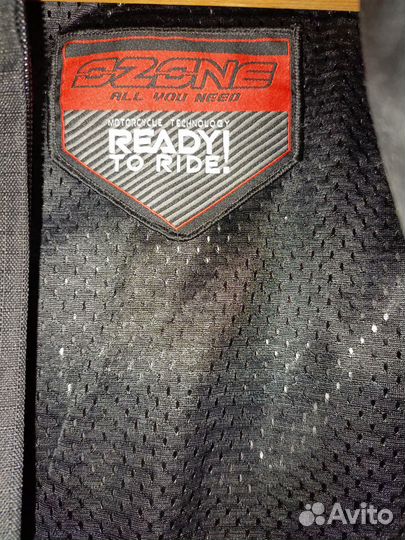 OZONE
ALL YOU NEED
MOTORCYCLE TECHNOLOGY
READY!
TO RIDE!
Avito